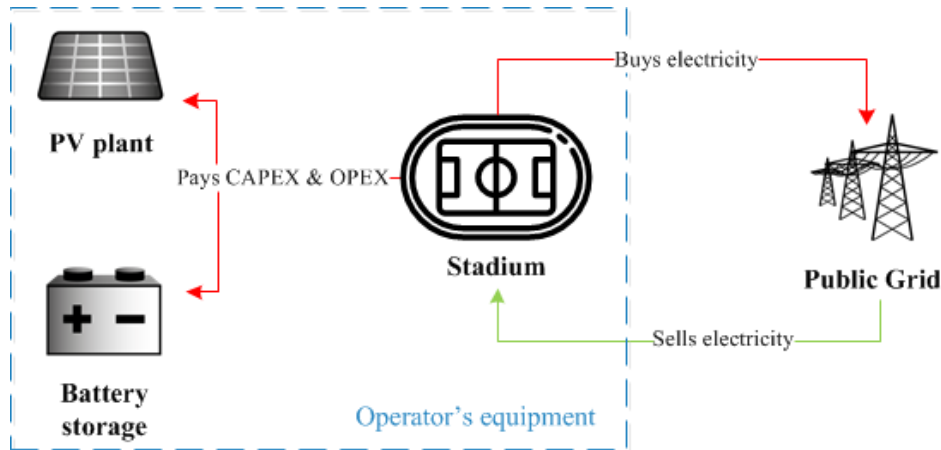 Buys electricity
PV plant
Pays CAPEX & OPEX
Stadium
Public Grid
Sells electricity
Battery
storage
Operator's equipment